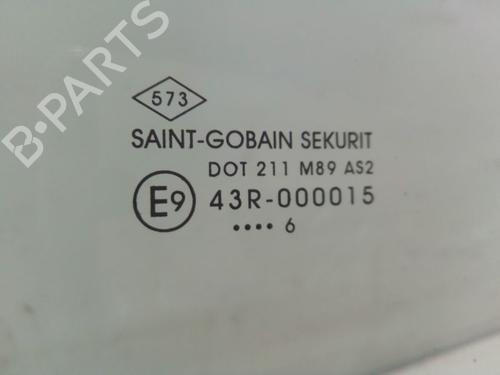 B-PARTS
573
SAINT-GOBAIN SEKURIT
DOT 211 M89 AS2
E9 43R-000015
•••• 6